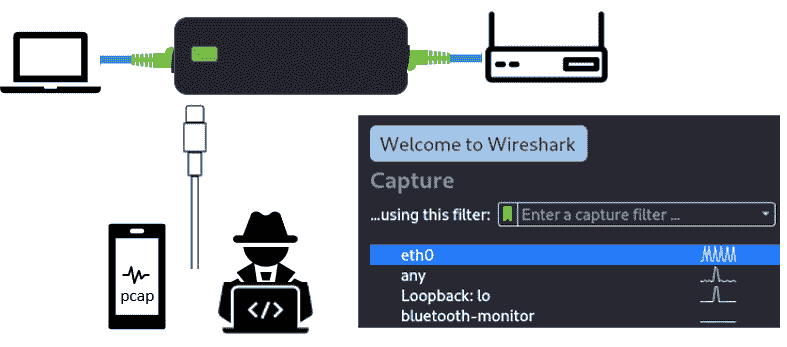 Welcome to Wireshark
Capture
...using this filter: Enter a capture filter ...
eth0
any
Loopback: lo
bluetooth-monitor
pcap
</>